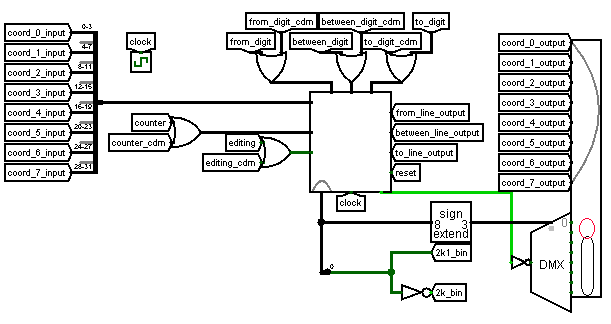 coord_0_input
coord_1_input
coord_2_input
coord_3_input
coord_4_input
coord_5_input
coord_6_input
coord_7_input
0-3
4-7
8-11
12-15
16-19
20-23
24-27
28-31
clock
from_digit_cdm
between_digit_cdm
to_digit
from_digit
between_digit
to_digit_cdm
counter
counter_cdm
editing
editing_cdm
from_line_output
between_line_output
to_line_output
reset
clock
sign
8 3
extend
0
2k1_bin
2k_bin
0
DMX
coord_0_output
coord_1_output
coord_2_output
coord_3_output
coord_4_output
coord_5_output
coord_6_output
coord_7_output